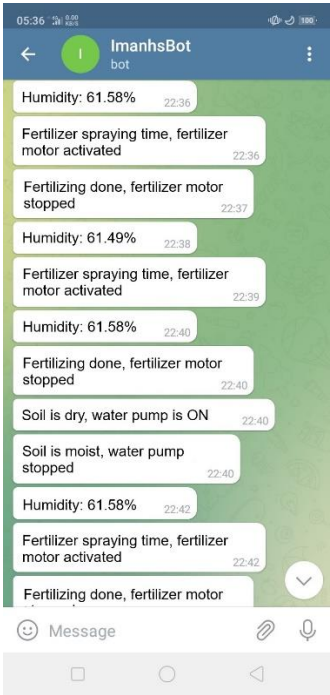 05:36 0.00 KB/S 100
I ImanhsBot
bot
Humidity: 61.58% 22:36
Fertilizer spraying time, fertilizer
motor activated 22:36
Fertilizing done, fertilizer motor
stopped 22:37
Humidity: 61.49% 22:38
Fertilizer spraying time, fertilizer
motor activated 22:39
Humidity: 61.58% 22:40
Fertilizing done, fertilizer motor
stopped 22:40
Soil is dry, water pump is ON 22:40
Soil is moist, water pump
stopped 22:40
Humidity: 61.58% 22:42
Fertilizer spraying time, fertilizer
motor activated 22:42
Fertilizing done, fertilizer motor
Message